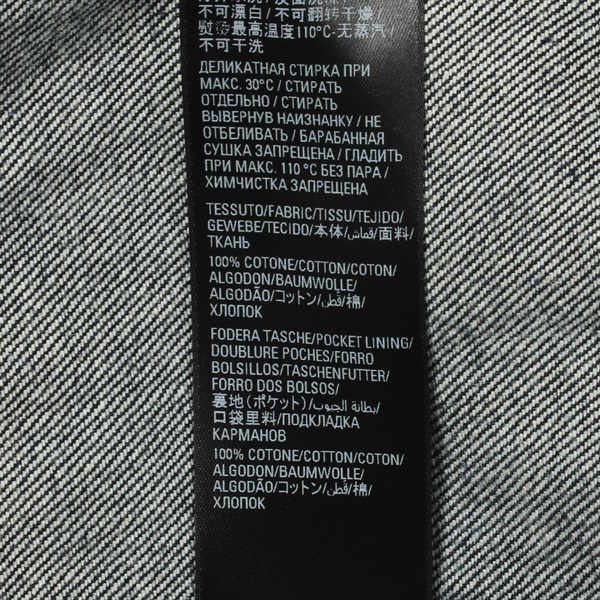 可漂白/不可翻转干燥
熨烫最高温度110°C-无蒸汽
不可干洗
ДЕЛИКАТНАЯ СТИРКА ПРИ
МАКС. 30°C / СТИРАТЬ
ОТДЕЛЬНО / СТИРАТЬ
ВЫВЕРНУВ НАИЗНАНКУ / НЕ
ОТБЕЛИВАТЬ / БАРАБАННАЯ
СУШКА ЗАПРЕЩЕНА / ГЛАДИТЬ
ПРИ МАКС. 110 °C БЕЗ ПАРА /
ХИМЧИСТКА ЗАПРЕЩЕНА
TESSUTO/FABRIC/TISSU/TEJIDO/
GEWEBE/TECIDO/本体/قماش/面料/
ТКАНЬ
100% COTONE/COTTON/COTON/
ALGODON/BAUMWOLLE/
ALGODÃO/コットン/قطن/棉/
ХЛОПОК
FODERA TASCHE/POCKET LINING/
DOUBLURE POCHES/FORRO
BOLSILLOS/TASCHENFUTTER/
FORRO DOS BOLSOS/
裏地(ポケット)/بطانة الجيوب/
口袋里料/ПОДКЛАДКА
КАРМАНОВ
100% COTONE/COTTON/COTON/
ALGODON/BAUMWOLLE/
ALGODÃO/コットン/قطن/棉/
ХЛОПОК